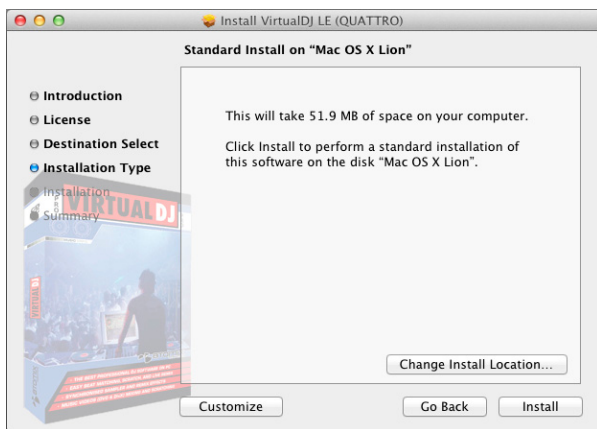 Install VirtualDJ LE (QUATTRO)
Standard Install on “Mac OS X Lion”
Introduction
License
Destination Select
Installation Type
Installation
Summary
This will take 51.9 MB of space on your computer.
Click Install to perform a standard installation of
this software on the disk “Mac OS X Lion”.
VIRTUAL DJ
VIRTUAL DJ
Change Install Location...
Customize
Go Back
Install